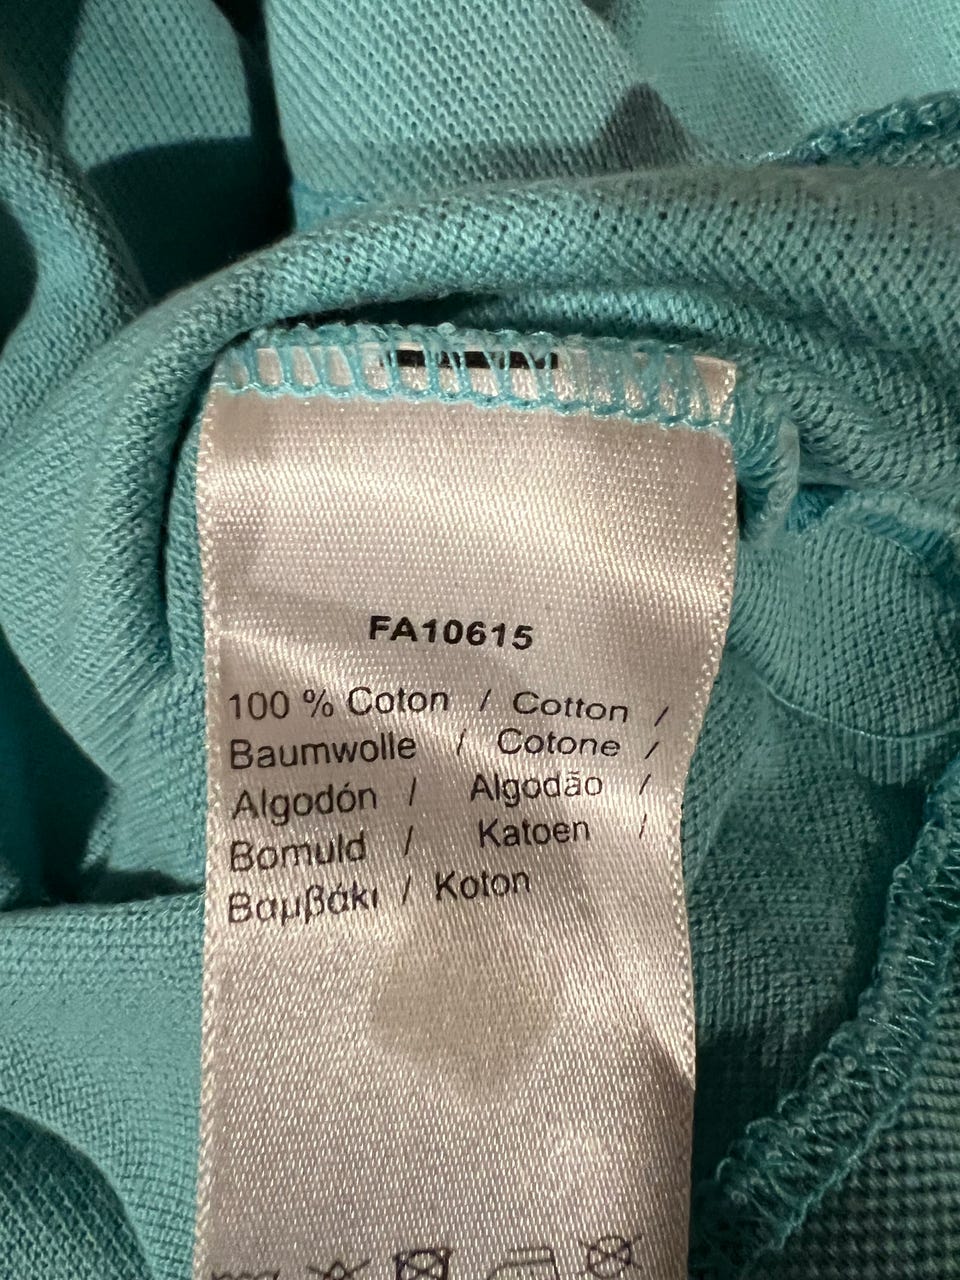 FA10615
100 % Coton / Cotton /
Baumwolle / Cotone /
Algodón / Algodão /
Bomuld / Katoen /
Βαμβάκι / Koton